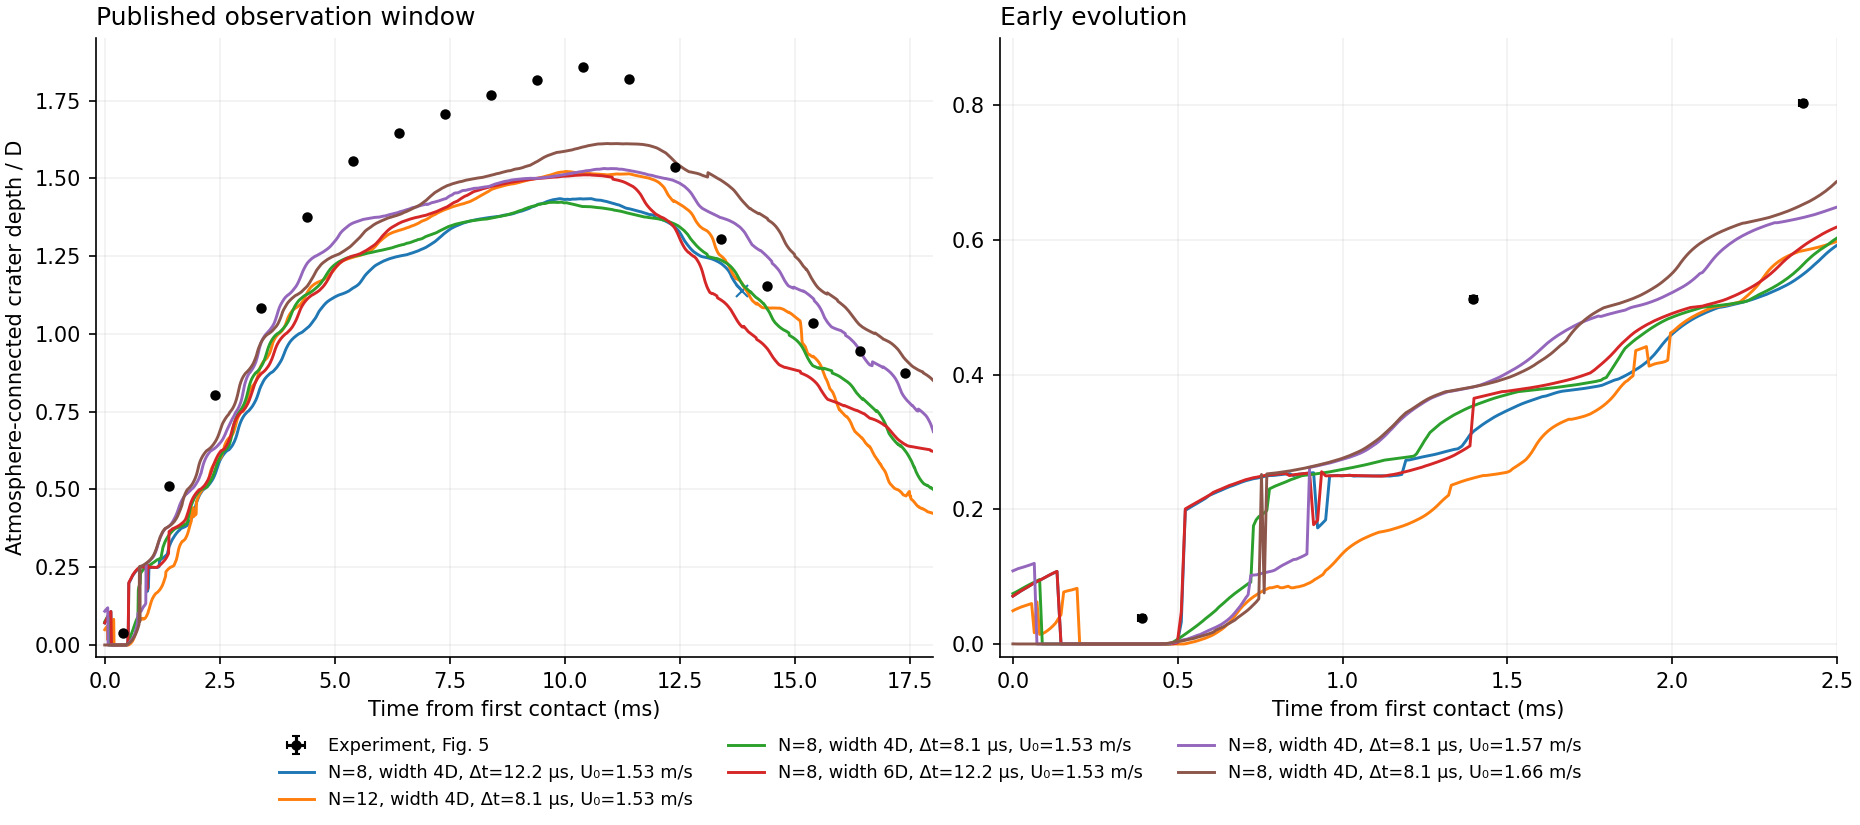 Published observation window
Early evolution
Atmosphere-connected crater depth / D
1.75
1.50
1.25
1.00
0.75
0.50
0.25
0.00
0.0 2.5 5.0 7.5 10.0 12.5 15.0 17.5
Time from first contact (ms)
0.8
0.6
0.4
0.2
0.0
0.0 0.5 1.0 1.5 2.0 2.5
Time from first contact (ms)
Experiment, Fig. 5
N=8, width 4D, Δt=12.2 μs, U₀=1.53 m/s
N=12, width 4D, Δt=8.1 μs, U₀=1.53 m/s
N=8, width 4D, Δt=8.1 μs, U₀=1.53 m/s
N=8, width 6D, Δt=12.2 μs, U₀=1.53 m/s
N=8, width 4D, Δt=8.1 μs, U₀=1.57 m/s
N=8, width 4D, Δt=8.1 μs, U₀=1.66 m/s